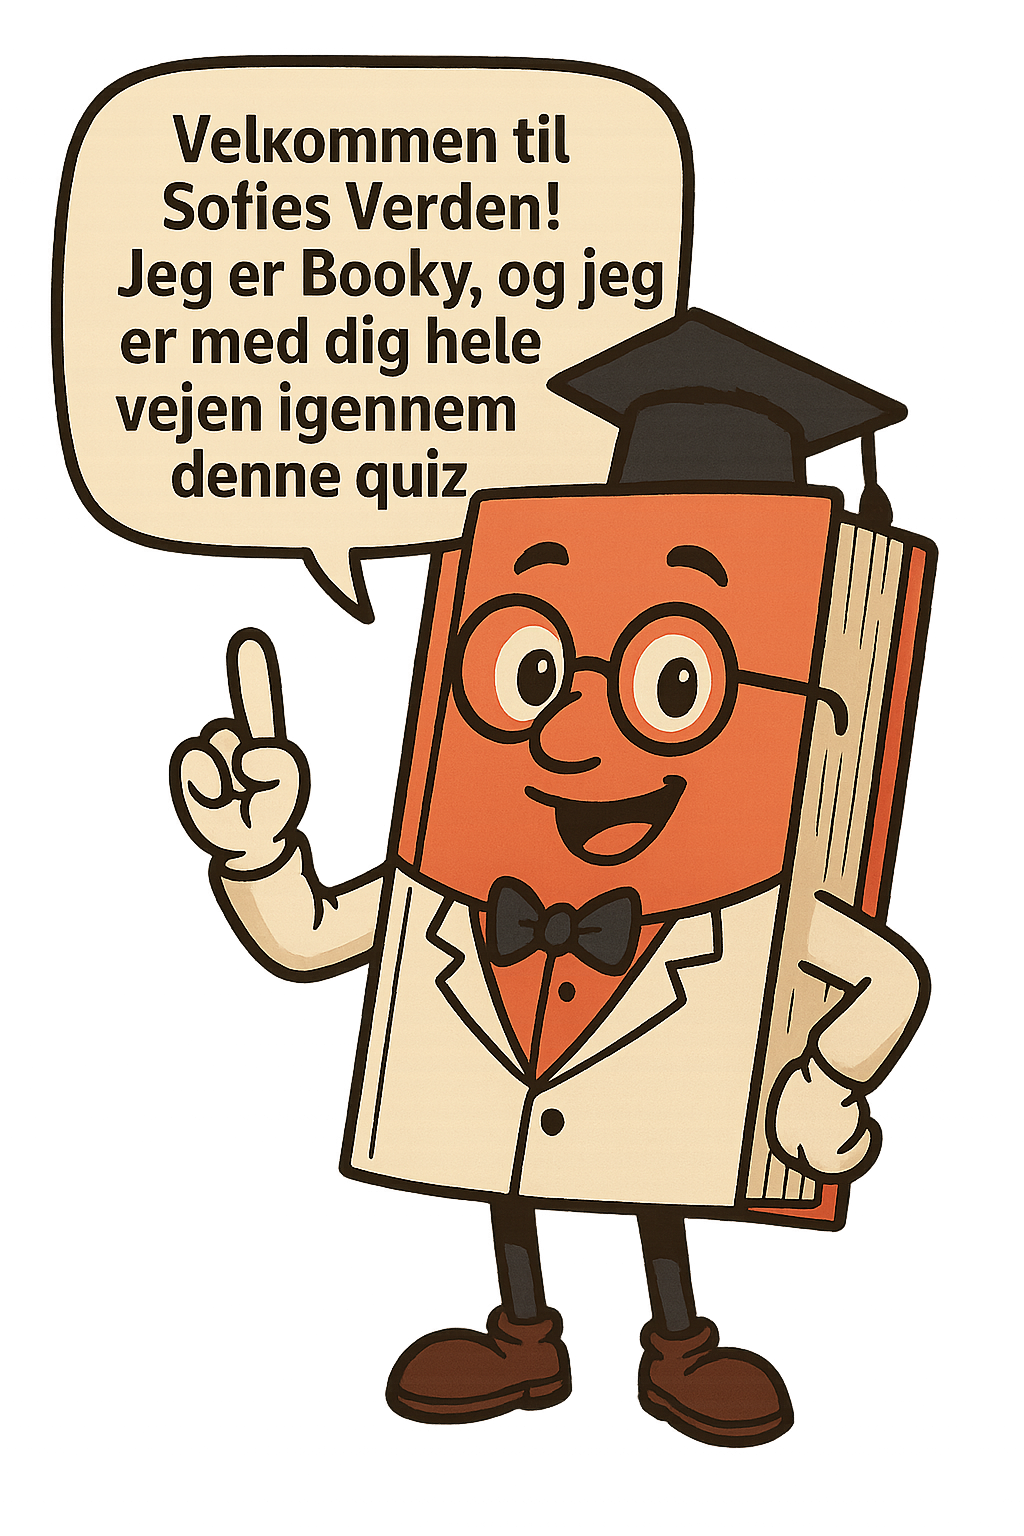 Velkommen til
Sofies Verden!
Jeg er Booky, og jeg
er med dig hele
vejen igennem
denne quiz